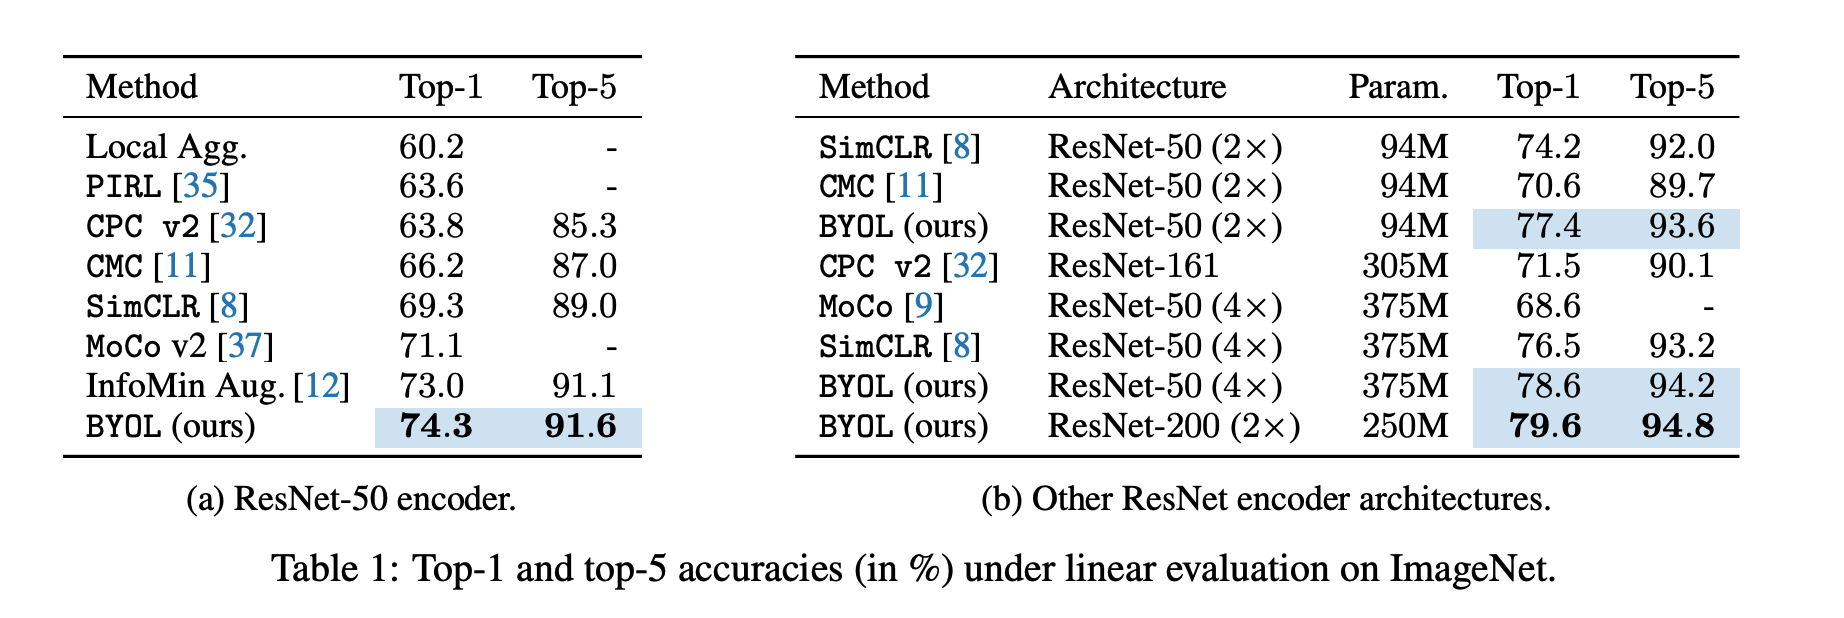 Method Top-1 Top-5
Local Agg. 60.2 -
PIRL [35] 63.6 -
CPC v2 [32] 63.8 85.3
CMC [11] 66.2 87.0
SimCLR [8] 69.3 89.0
MoCo v2 [37] 71.1 -
InfoMin Aug. [12] 73.0 91.1
BYOL (ours) 74.3 91.6
(a) ResNet-50 encoder.
Method Architecture Param. Top-1 Top-5
SimCLR [8] ResNet-50 (2×) 94M 74.2 92.0
CMC [11] ResNet-50 (2×) 94M 70.6 89.7
BYOL (ours) ResNet-50 (2×) 94M 77.4 93.6
CPC v2 [32] ResNet-161 305M 71.5 90.1
MoCo [9] ResNet-50 (4×) 375M 68.6 -
SimCLR [8] ResNet-50 (4×) 375M 76.5 93.2
BYOL (ours) ResNet-50 (4×) 375M 78.6 94.2
BYOL (ours) ResNet-200 (2×) 250M 79.6 94.8
(b) Other ResNet encoder architectures.
Table 1: Top-1 and top-5 accuracies (in %) under linear evaluation on ImageNet.